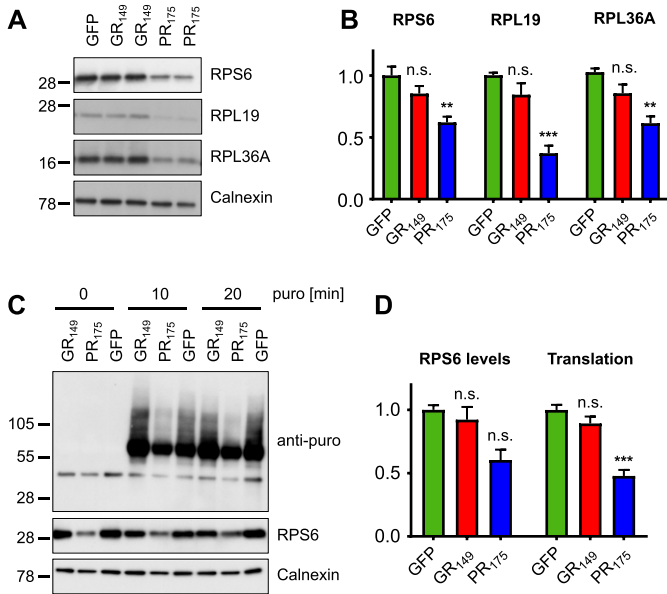 A
GFP GR149 GR149 PR175 PR175
28 RPS6
28 RPL19
16 RPL36A
78 Calnexin
B
RPS6 RPL19 RPL36A
1.0
0.5
0.0
n.s. ** n.s. *** n.s. **
GFP GR149 PR175 GFP GR149 PR175 GFP GR149 PR175
C
0 10 20 puro [min]
GR149 PR175 GFP GR149 PR175 GFP GR149 PR175 GFP
105
55
28
anti-puro
28 RPS6
78 Calnexin
D
RPS6 levels Translation
1.0
0.5
0.0
n.s. n.s. n.s. ***
GFP GR149 PR175 GFP GR149 PR175